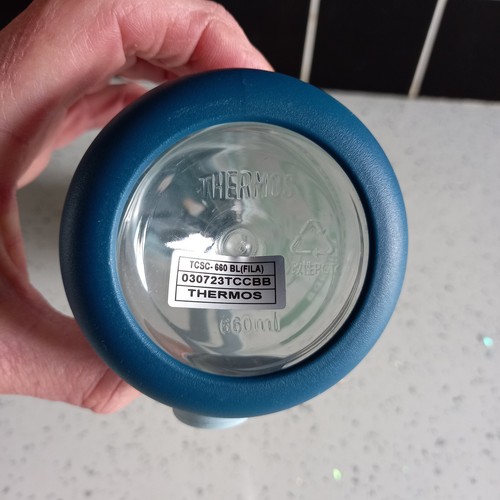 THERMOS
TCSC- 660 BL(FILA)
030723TCCBB
THERMOS
660ml